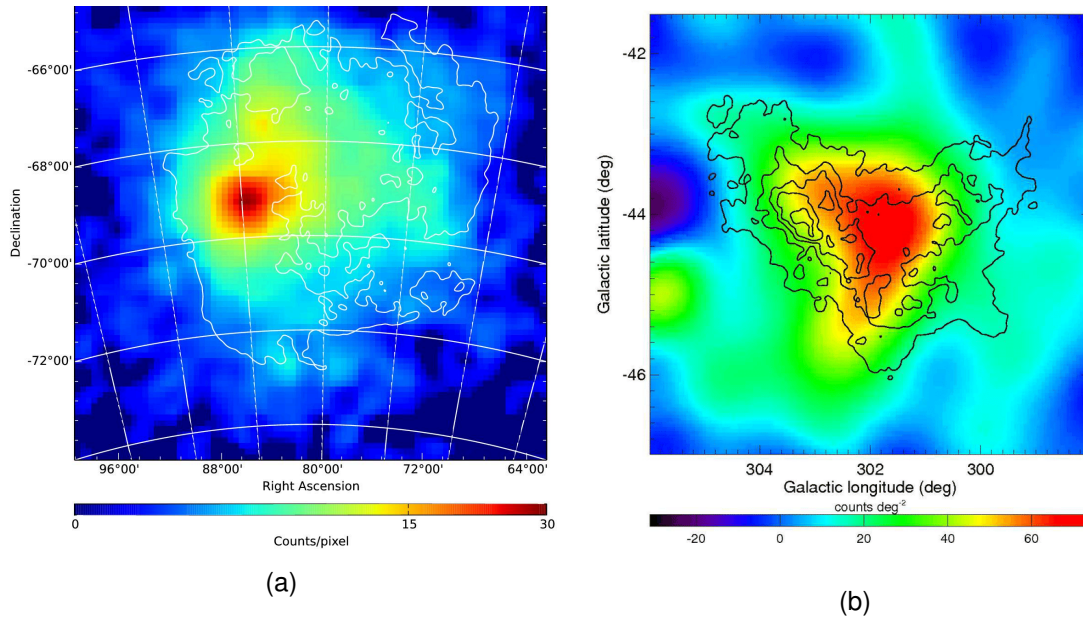 -66°00'
-68°00'
-70°00'
-72°00'
Declination
96°00' 88°00' 80°00' 72°00' 64°00'
Right Ascension
0 15 30
Counts/pixel
(a)
-42
-44
-46
Galactic latitude (deg)
304 302 300
Galactic longitude (deg)
counts deg-2
-20 0 20 40 60
(b)